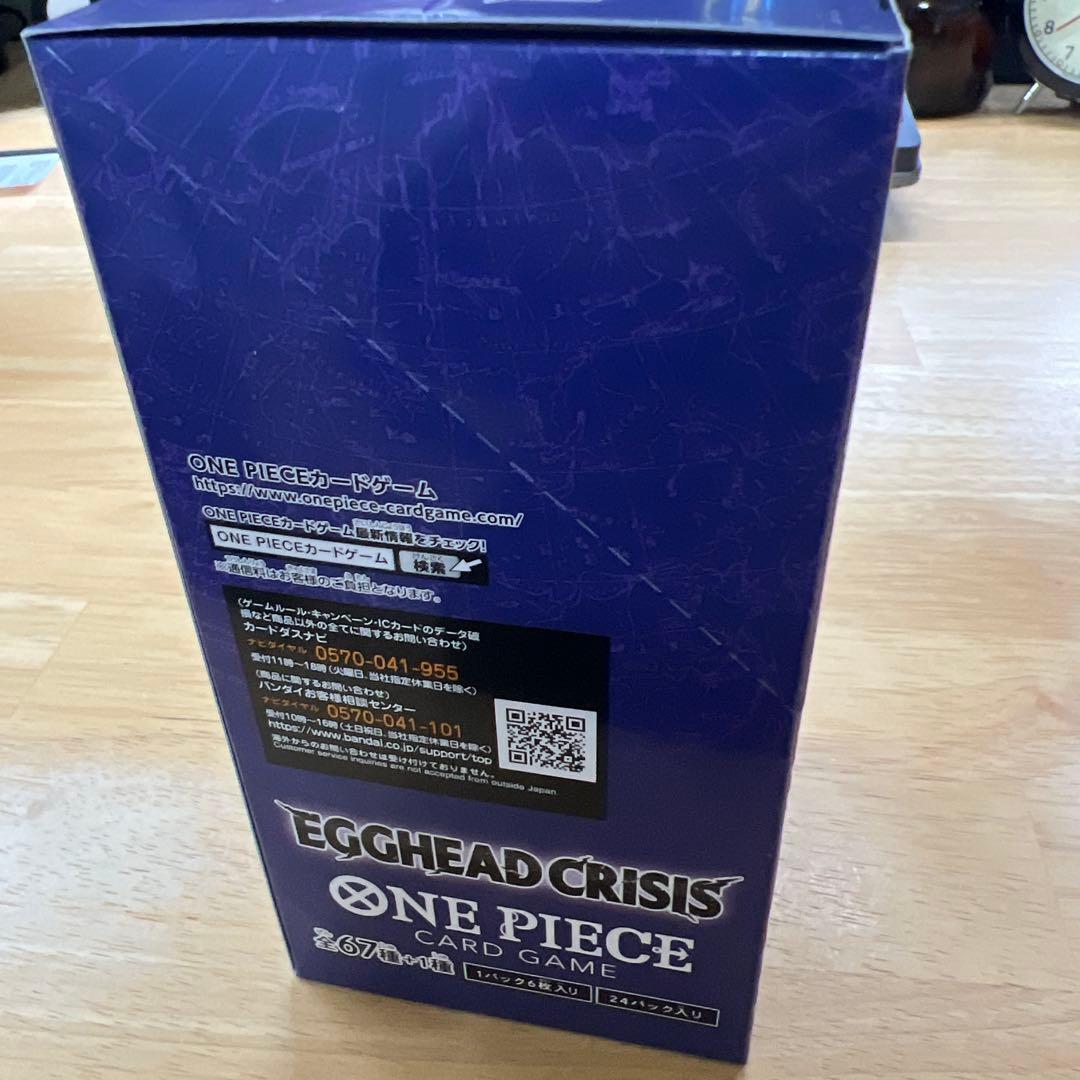 ONE PIECEカードゲーム
https://www.onepiece-cardgame.com/
ONE PIECEカードゲーム最新情報をチェック!
ONE PIECEカードゲーム 検索
※通信料はお客様のご負担となります。
(ゲームルール・キャンペーン・ICカードのデータ破
損など商品以外の全てに関するお問い合わせ)
カードダスナビ
ナビダイヤル 0570-041-955
受付11時～18時(火曜日、当社指定休業日を除く)
(商品に関するお問い合わせ)
バンダイお客様相談センター
ナビダイヤル 0570-041-101
受付10時～16時(土日祝日、当社指定休業日を除く)
https://www.bandai.co.jp/support/top
海外からのお問い合わせは受け付けておりません。
Customer service inquiries are not accepted from outside Japan
EGGHEAD CRISIS
ONE PIECE
CARD GAME
全67種+1種 1パック6枚入り 24パック入り
8
7